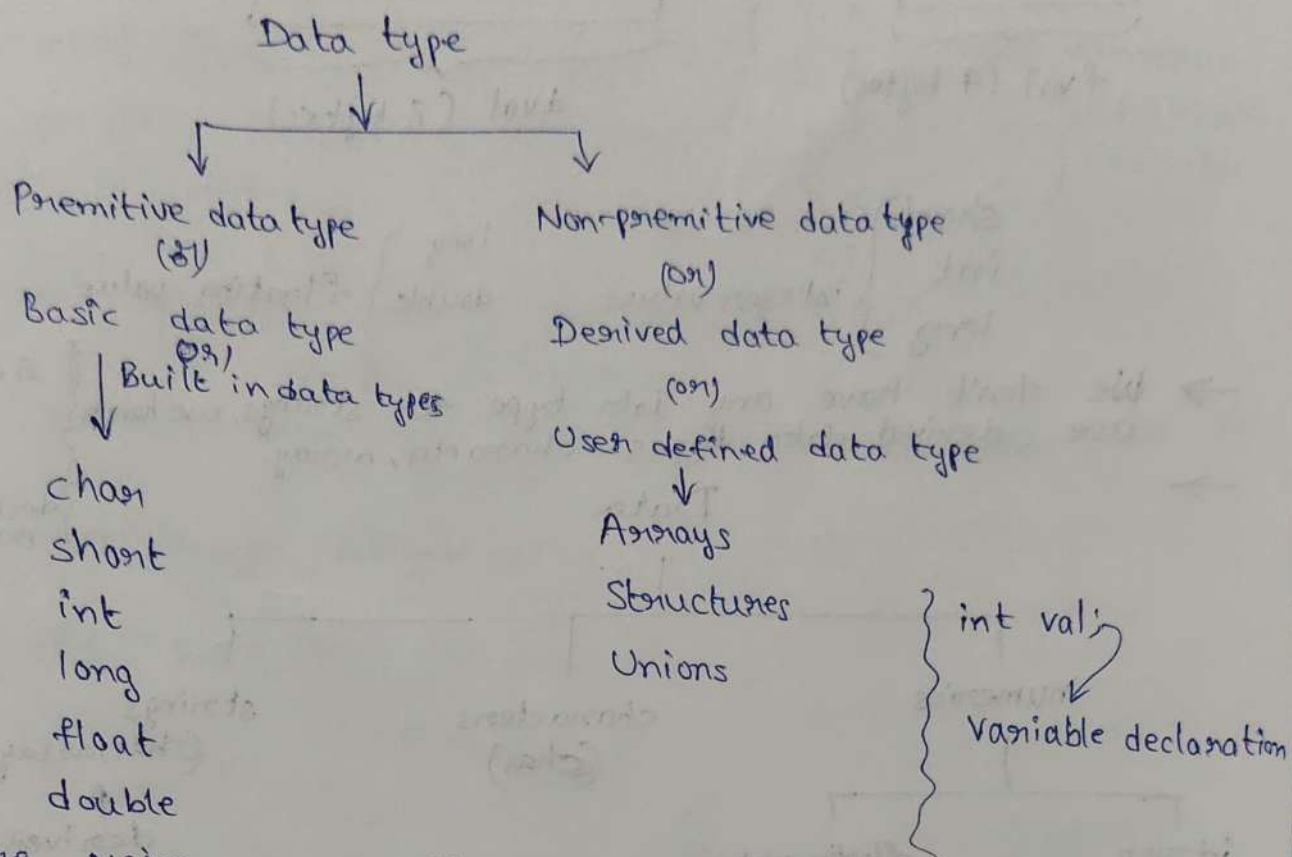 Data type
Premitive data type
(or)
Basic data type
(or)
Built in data types
char
short
int
long
float
double
Non-premitive data type
(or)
Derived data type
(or)
User defined data type
Arrays
Structures
Unions
int val;
Variable declaration